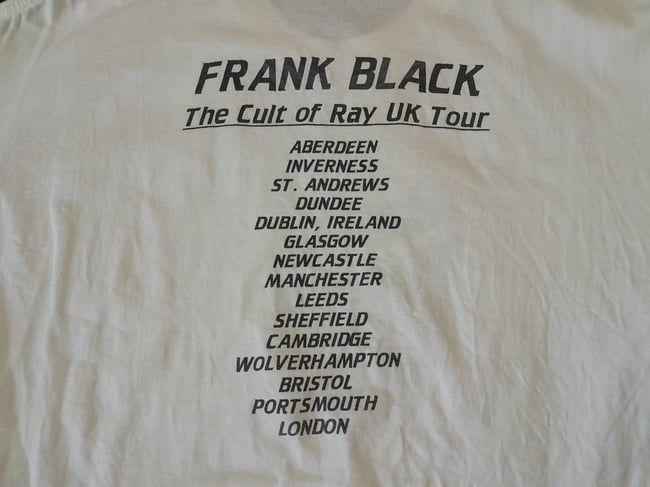 FRANK BLACK
The Cult of Ray UK Tour
ABERDEEN
INVERNESS
ST. ANDREWS
DUNDEE
DUBLIN, IRELAND
GLASGOW
NEWCASTLE
MANCHESTER
LEEDS
SHEFFIELD
CAMBRIDGE
WOLVERHAMPTON
BRISTOL
PORTSMOUTH
LONDON